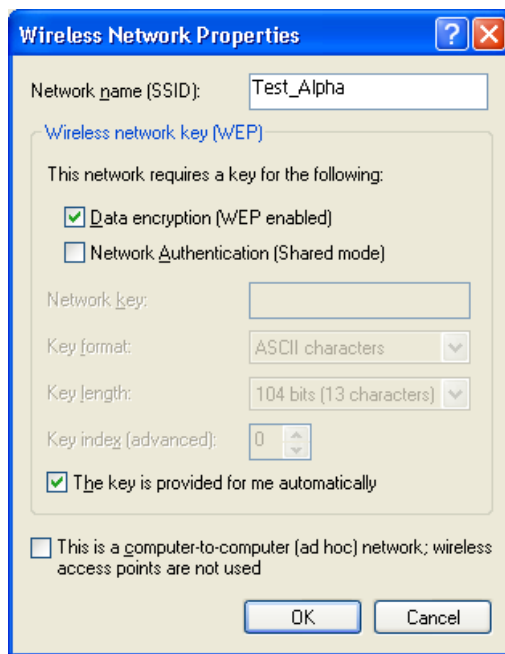 Wireless Network Properties
Network name (SSID):
Test_Alpha
Wireless network key (WEP)
This network requires a key for the following:
Data encryption (WEP enabled)
Network Authentication (Shared mode)
Network key:
Key format:
ASCII characters
Key length:
104 bits (13 characters)
Key index (advanced):
0
The key is provided for me automatically
This is a computer-to-computer (ad hoc) network; wireless
access points are not used
OK
Cancel